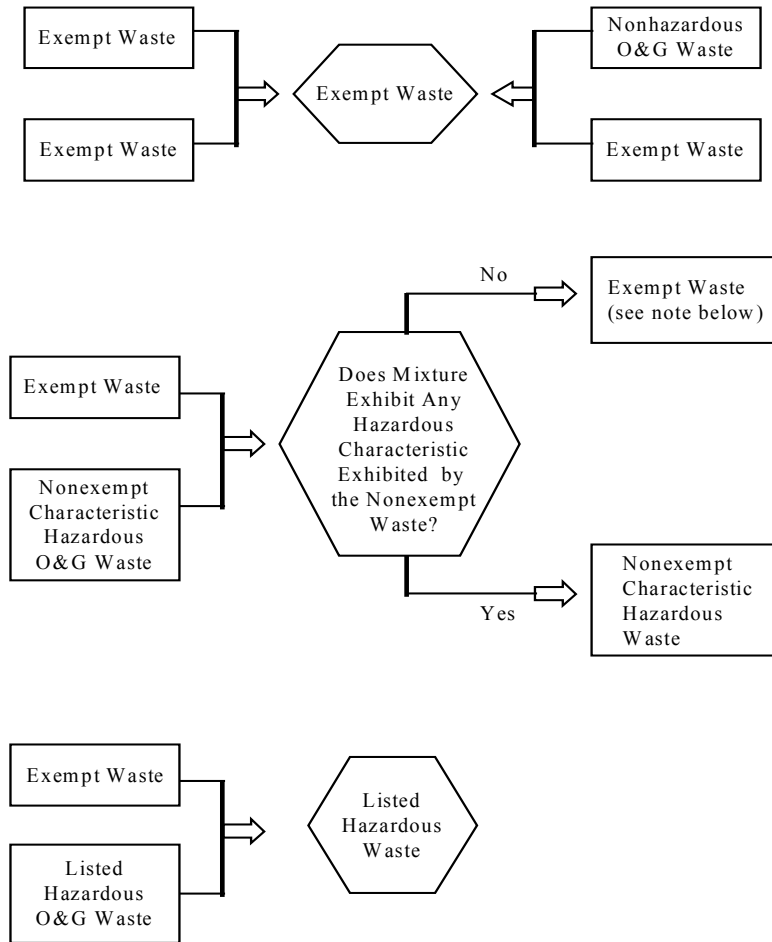 Exempt Waste
Exempt Waste
Exempt Waste
Nonhazardous
O&G Waste
Exempt Waste
No
Exempt Waste
(see note below)
Exempt Waste
Nonexempt
Characteristic
Hazardous
O&G Waste
Does Mixture
Exhibit Any
Hazardous
Characteristic
Exhibited by
the Nonexempt
Waste?
Yes
Nonexempt
Characteristic
Hazardous
Waste
Exempt Waste
Listed
Hazardous
O&G Waste
Listed
Hazardous
Waste